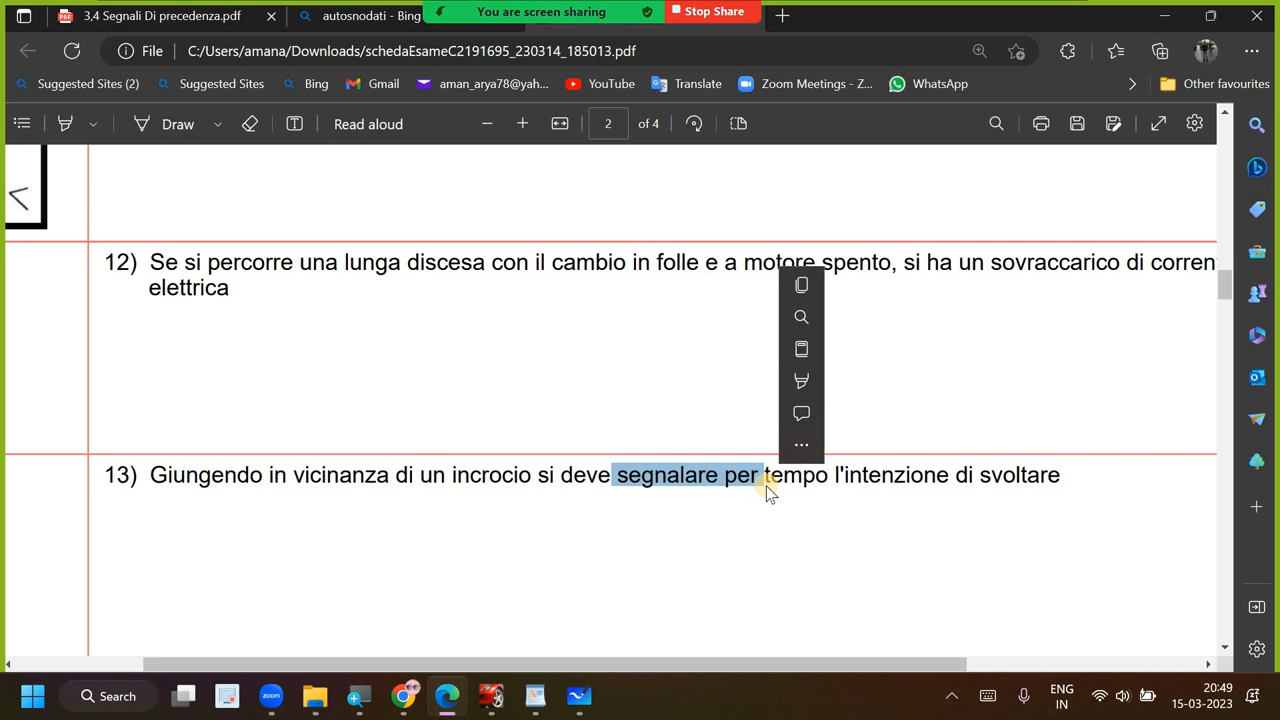 3,4 Segnali Di precedenza.pdf
autosnodati - Bing
You are screen sharing
Stop Share
File
C:/Users/amana/Downloads/schedaEsameC2191695_230314_185013.pdf
Suggested Sites (2)
Suggested Sites
Bing
Gmail
aman_arya78@yah...
YouTube
Translate
Zoom Meetings - Z...
WhatsApp
Other favourites
Draw
Read aloud
2
of 4
12) Se si percorre una lunga discesa con il cambio in folle e a motore spento, si ha un sovraccarico di corren
elettrica
13) Giungendo in vicinanza di un incrocio si deve segnalare per tempo l'intenzione di svoltare
Search
zoom
ENG
IN
20:49
15-03-2023